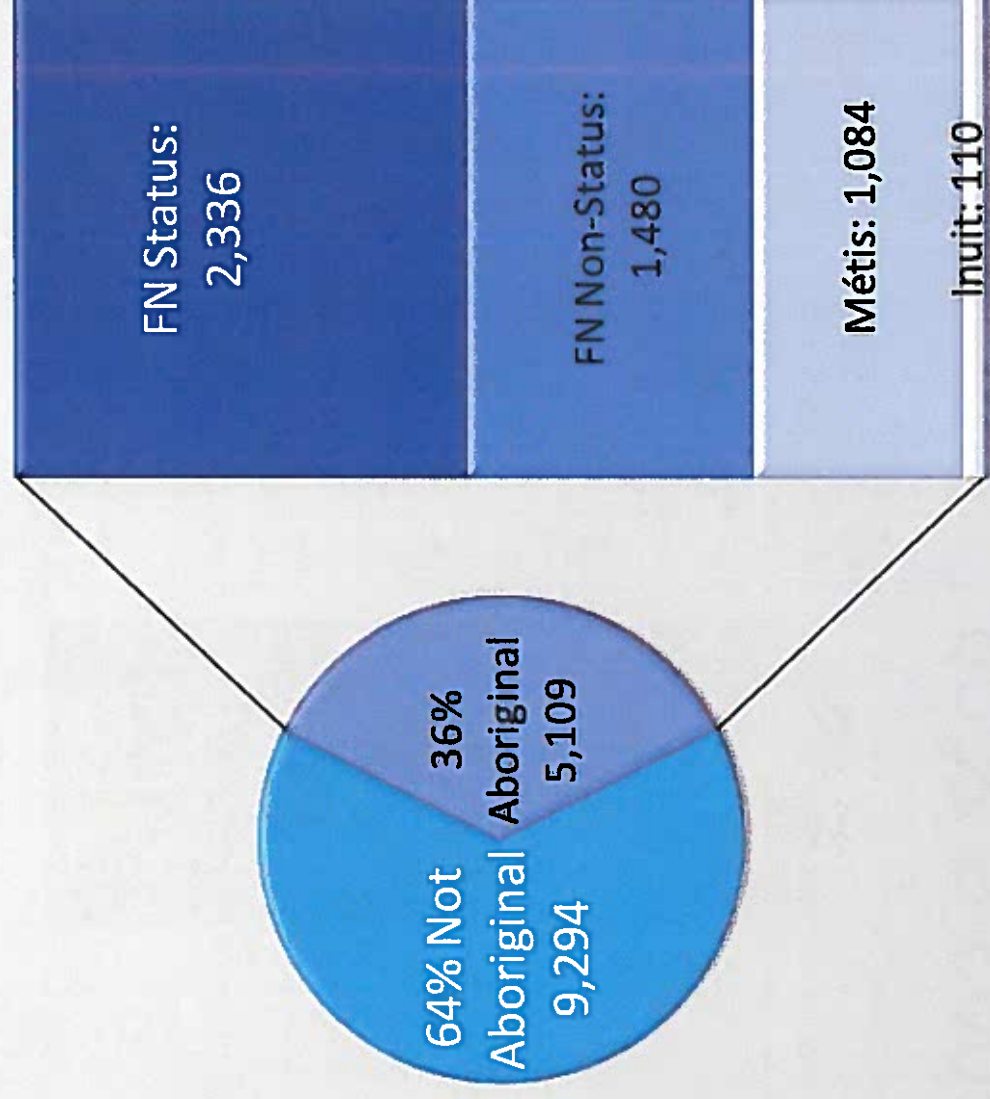 64% Not
Aboriginal
9,294
36%
Aboriginal
5,109
FN Status:
2,336
FN Non-Status:
1,480
Métis: 1,084
Inuit: 110